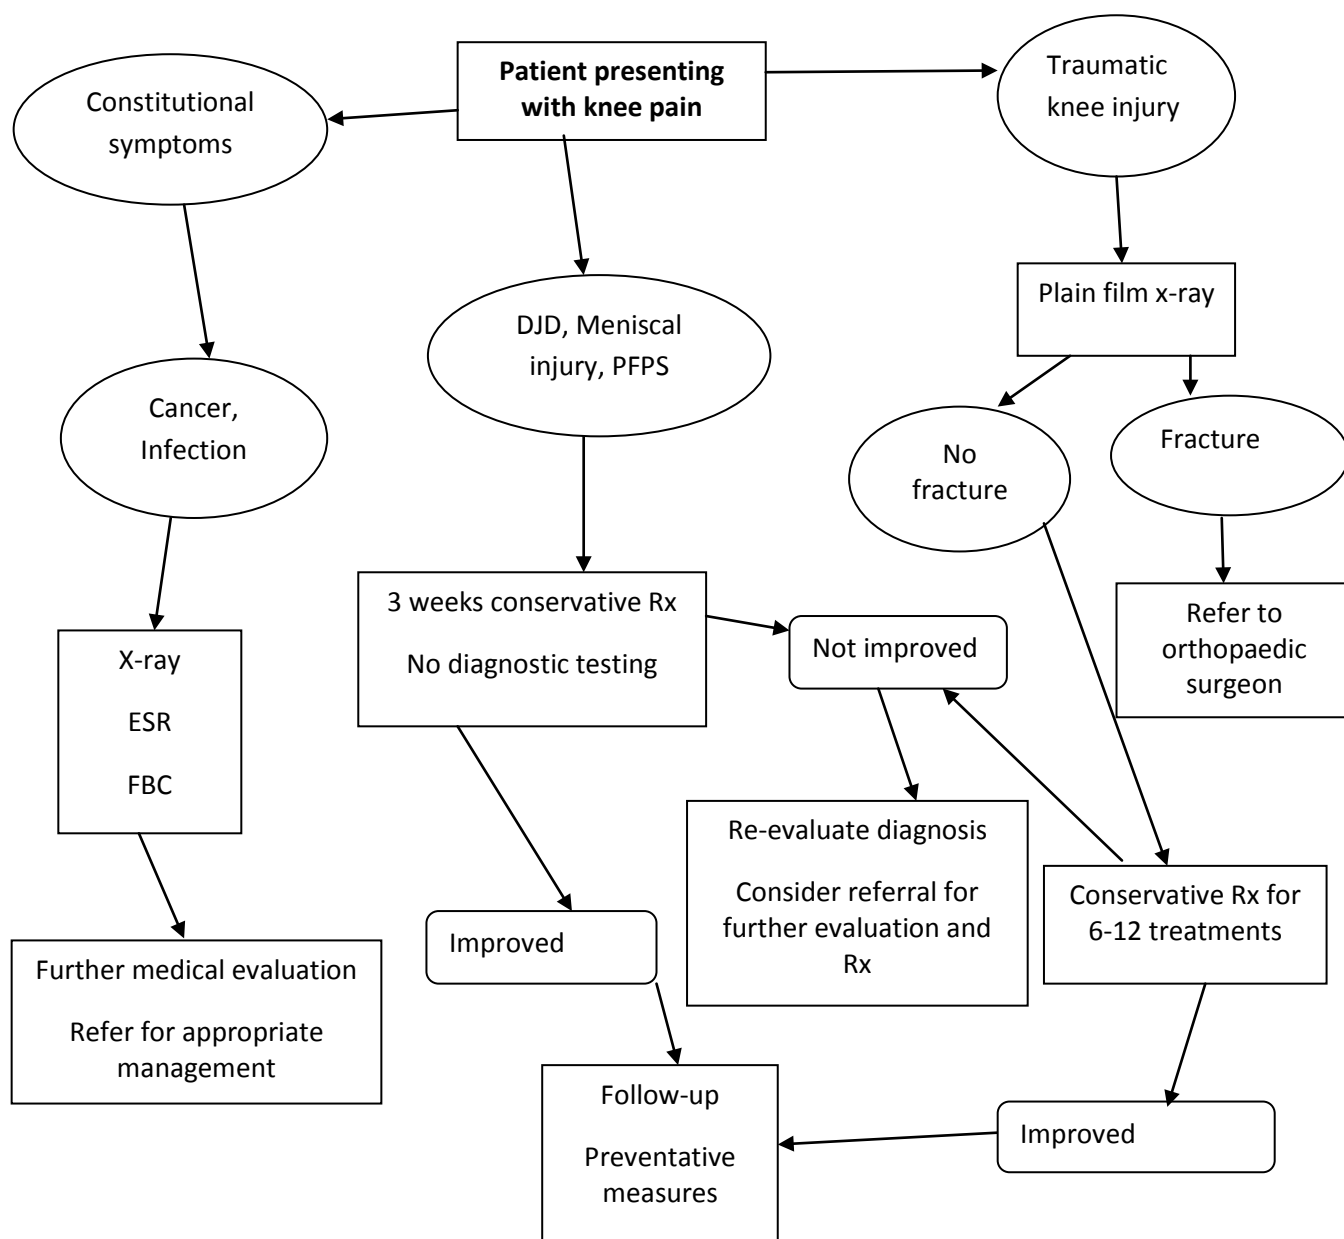 Patient presenting
with knee pain
Constitutional
symptoms
Traumatic
knee injury
Plain film x-ray
DJD, Meniscal
injury, PFPS
Cancer,
Infection
No
fracture
Fracture
3 weeks conservative Rx
No diagnostic testing
Not improved
Refer to
orthopaedic
surgeon
X-ray
ESR
FBC
Re-evaluate diagnosis
Consider referral for
further evaluation and
Rx
Conservative Rx for
6-12 treatments
Improved
Further medical evaluation
Refer for appropriate
management
Follow-up
Preventative
measures
Improved